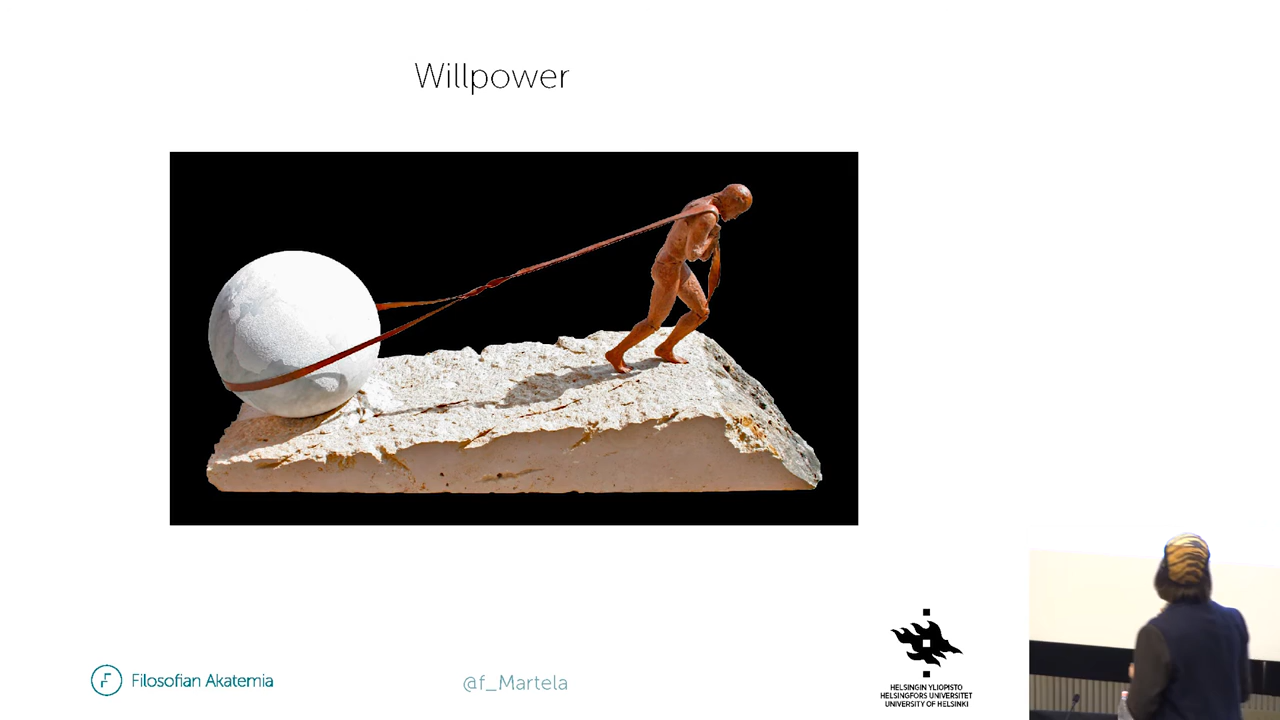 Willpower
Filosofian Akatemia
@f_Martela
HELSINGIN YLIOPISTO
HELSINGFORS UNIVERSITET
UNIVERSITY OF HELSINKI